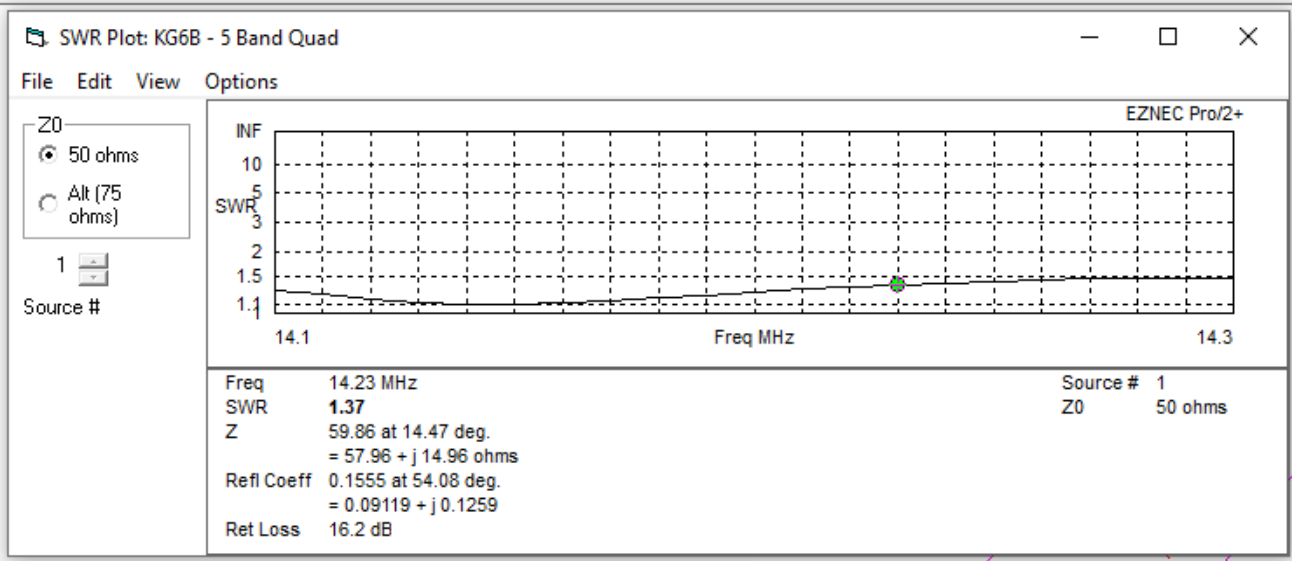 SWR Plot: KG6B - 5 Band Quad
File Edit View Options
Z0
50 ohms
Alt (75
ohms)
1
Source #
EZNEC Pro/2+
INF
10
5
SWR
3
2
1.5
1.1
1
14.1 Freq MHz 14.3
Freq 14.23 MHz Source # 1
SWR 1.37 Z0 50 ohms
Z 59.86 at 14.47 deg.
= 57.96 + j 14.96 ohms
Refl Coeff 0.1555 at 54.08 deg.
= 0.09119 + j 0.1259
Ret Loss 16.2 dB